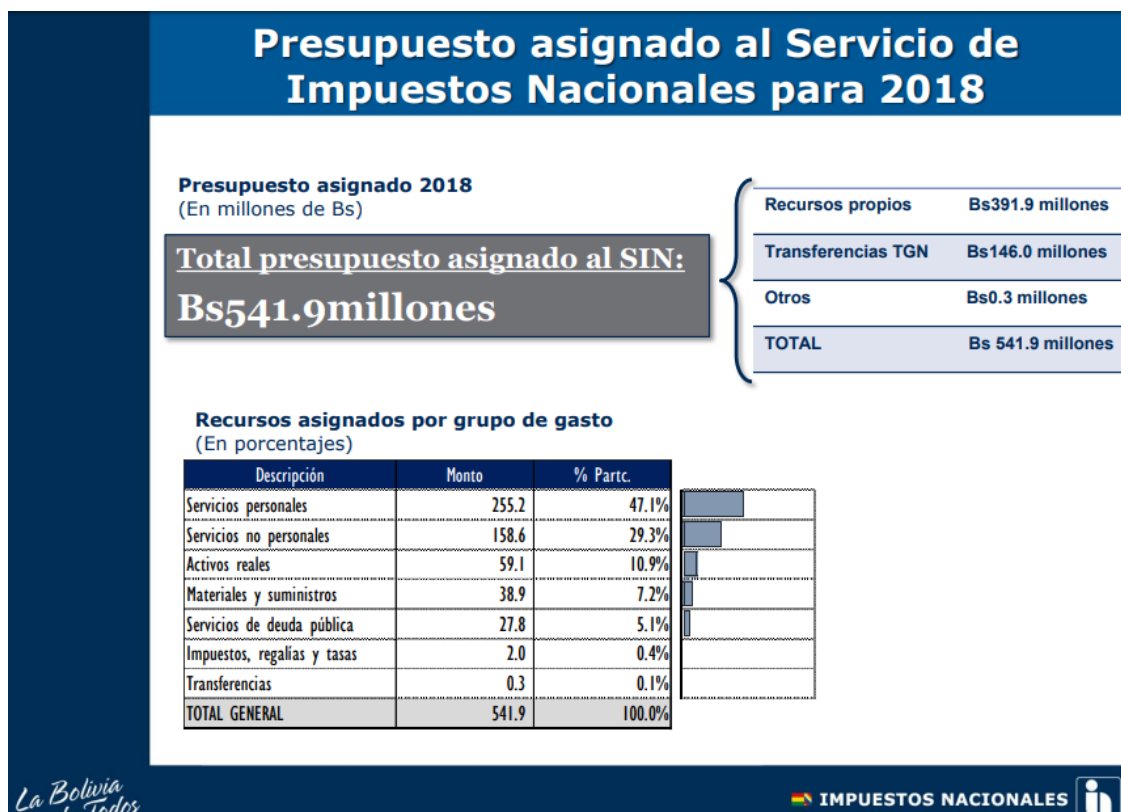 Presupuesto asignado al Servicio de
Impuestos Nacionales para 2018
Presupuesto asignado 2018
(En millones de Bs)
Total presupuesto asignado al SIN:
Bs541.9millones
Recursos propios Bs391.9 millones
Transferencias TGN Bs146.0 millones
Otros Bs0.3 millones
TOTAL Bs 541.9 millones
Recursos asignados por grupo de gasto
(En porcentajes)
Descripción Monto % Partc.
Servicios personales 255.2 47.1%
Servicios no personales 158.6 29.3%
Activos reales 59.1 10.9%
Materiales y suministros 38.9 7.2%
Servicios de deuda pública 27.8 5.1%
Impuestos, regalías y tasas 2.0 0.4%
Transferencias 0.3 0.1%
TOTAL GENERAL 541.9 100.0%
La Bolivia
Todos
IMPUESTOS NACIONALES